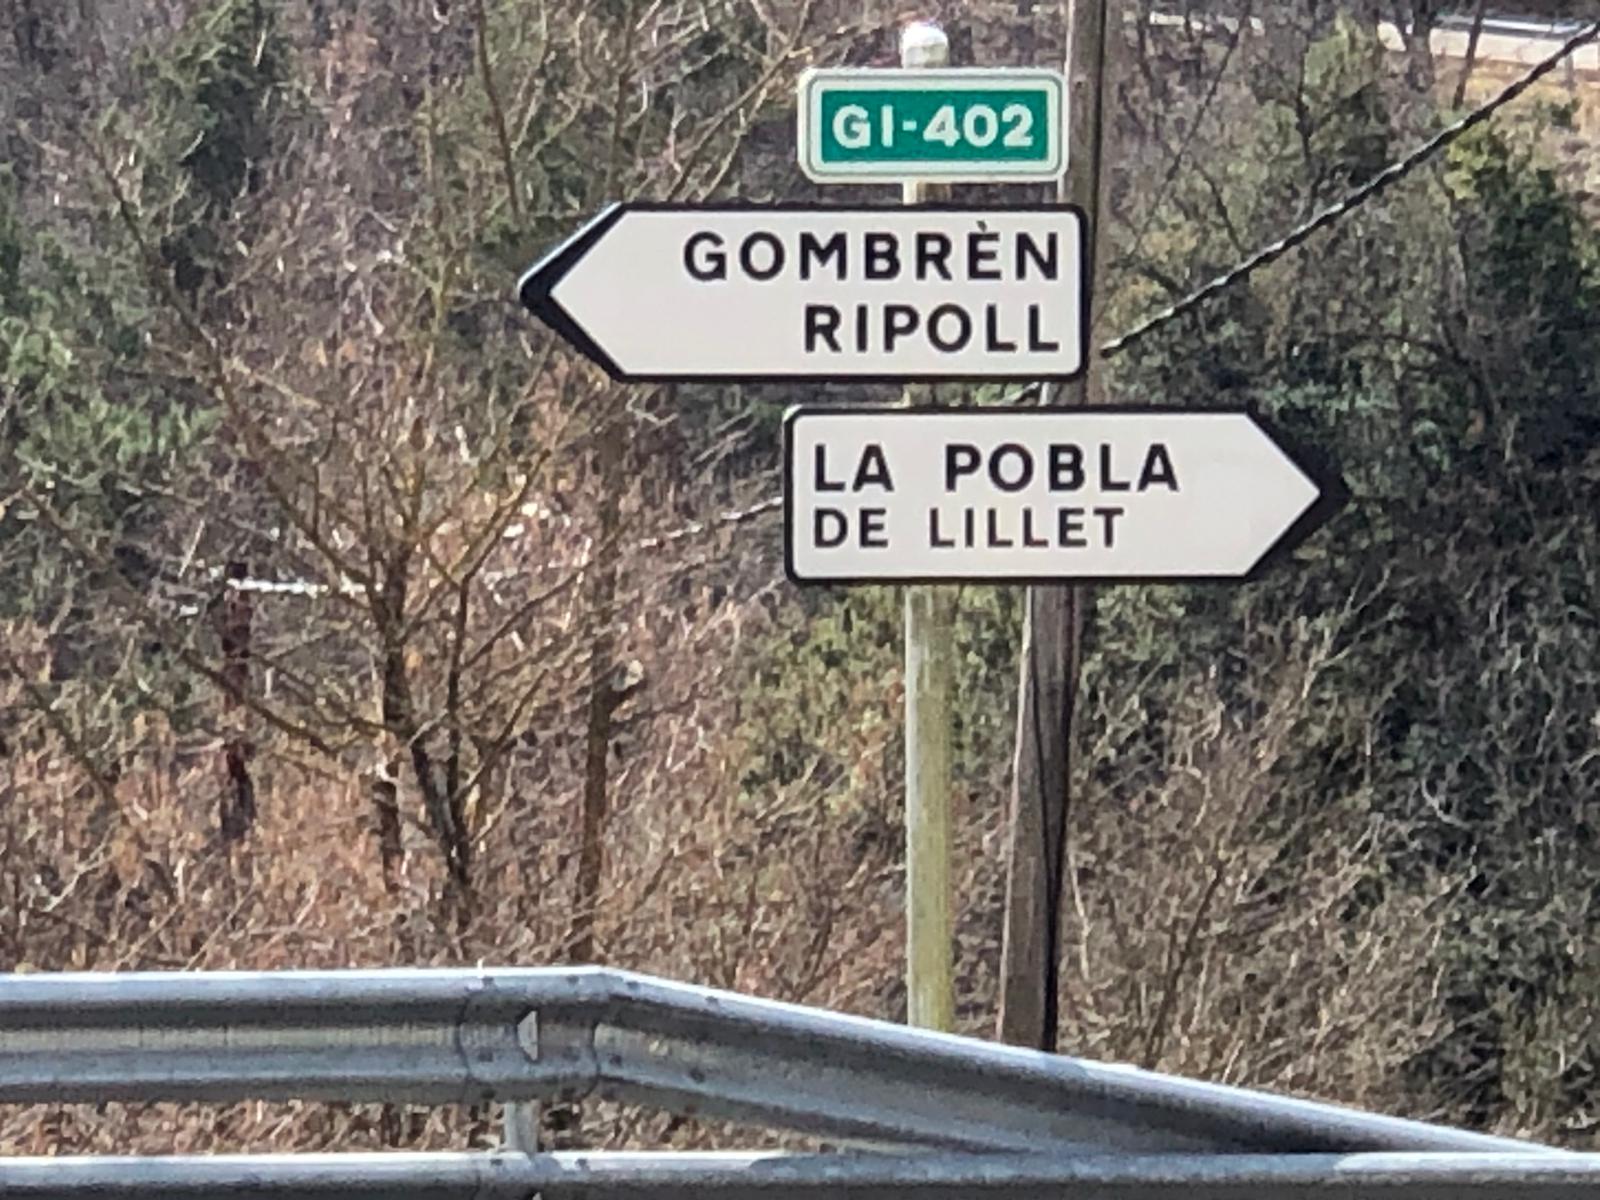 GI-402
GOMBRÈN
RIPOLL
LA POBLA
DE LILLET